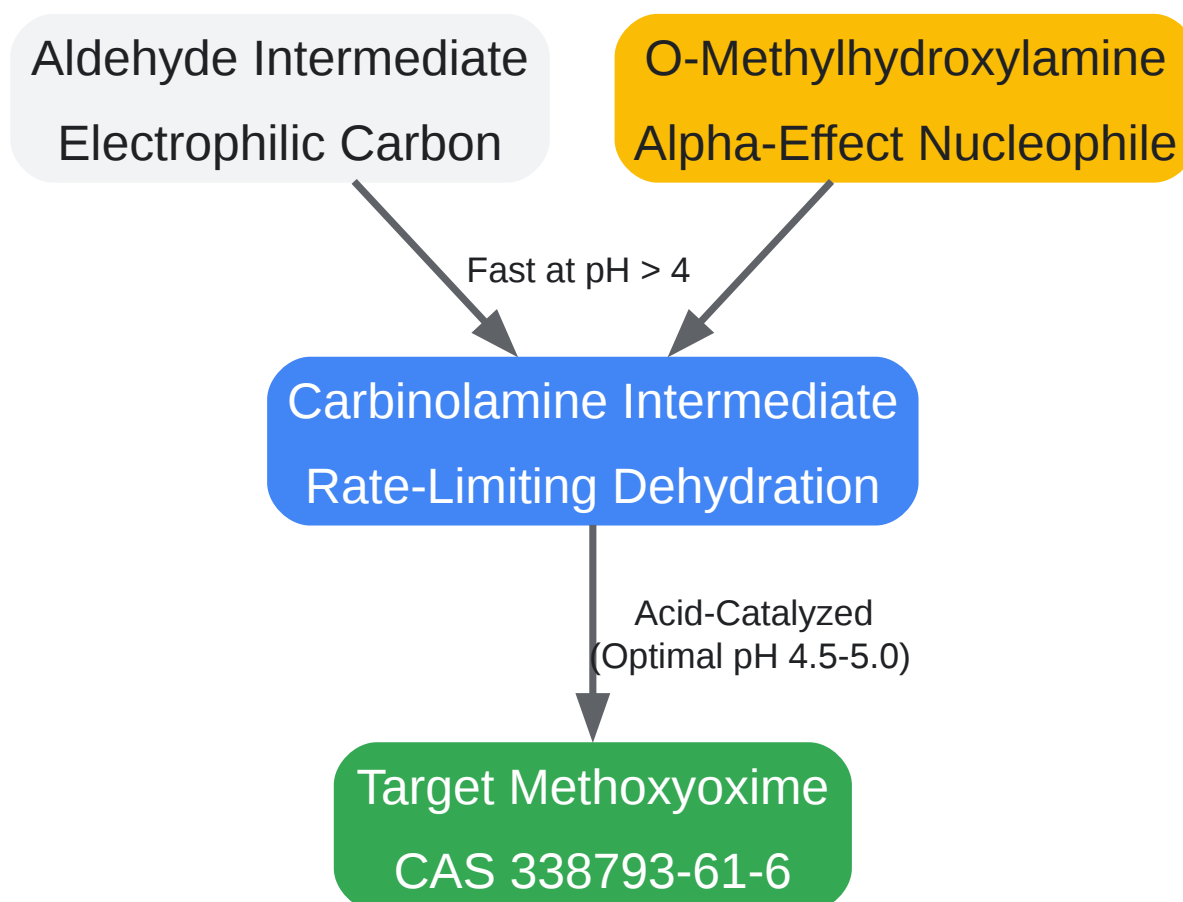 Aldehyde Intermediate
Electrophilic Carbon
O-Methylhydroxylamine
Alpha-Effect Nucleophile
Fast at pH > 4
Carbinolamine Intermediate
Rate-Limiting Dehydration
Acid-Catalyzed
(Optimal pH 4.5-5.0)
Target Methoxyoxime
CAS 338793-61-6